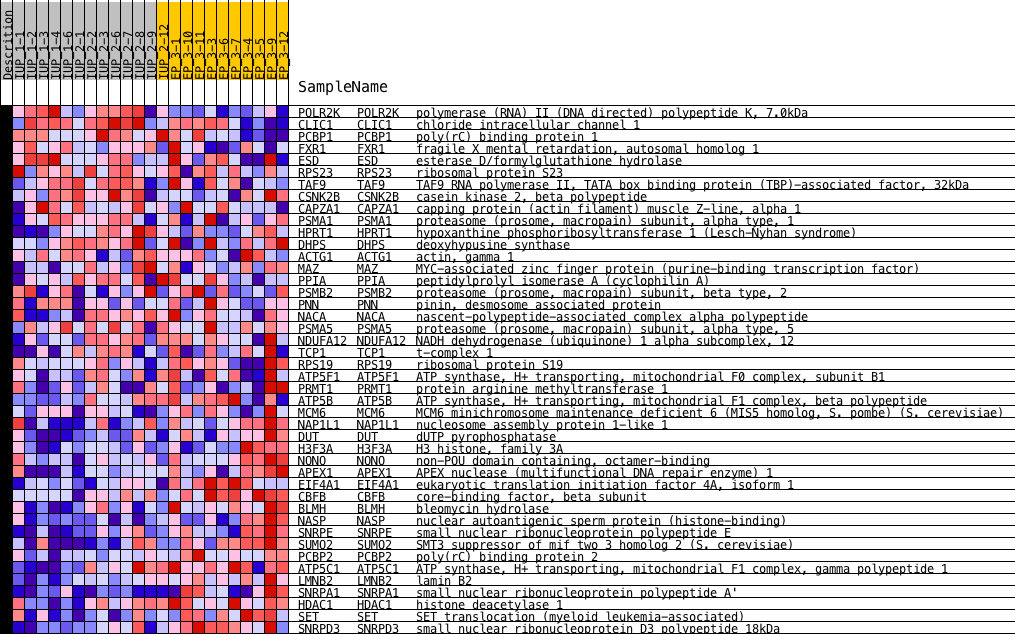 Descrition
IUP_1-1
IUP_1-2
IUP_1-3
IUP_1-4
IUP_1-6
IUP_2-1
IUP_2-2
IUP_2-3
IUP_2-6
IUP_2-7
IUP_2-8
IUP_2-9
IUP_2-12
EP_3-1
EP_3-10
EP_3-11
EP_3-3
EP_3-6
EP_3-7
EP_3-4
EP_3-5
EP_3-9
EP_3-12
SampleName
POLR2K POLR2K polymerase (RNA) II (DNA directed) polypeptide K, 7.0kDa
CLIC1 CLIC1 chloride intracellular channel 1
PCBP1 PCBP1 poly(rC) binding protein 1
FXR1 FXR1 fragile X mental retardation, autosomal homolog 1
ESD ESD esterase D/formylglutathione hydrolase
RPS23 RPS23 ribosomal protein S23
TAF9 TAF9 TAF9 RNA polymerase II, TATA box binding protein (TBP)-associated factor, 32kDa
CSNK2B CSNK2B casein kinase 2, beta polypeptide
CAPZA1 CAPZA1 capping protein (actin filament) muscle Z-line, alpha 1
PSMA1 PSMA1 proteasome (prosome, macropain) subunit, alpha type, 1
HPRT1 HPRT1 hypoxanthine phosphoribosyltransferase 1 (Lesch-Nyhan syndrome)
DHPS DHPS deoxyhypusine synthase
ACTG1 ACTG1 actin, gamma 1
MAZ MAZ MYC-associated zinc finger protein (purine-binding transcription factor)
PPIA PPIA peptidylprolyl isomerase A (cyclophilin A)
PSMB2 PSMB2 proteasome (prosome, macropain) subunit, beta type, 2
PNN PNN pinin, desmosome associated protein
NACA NACA nascent-polypeptide-associated complex alpha polypeptide
PSMA5 PSMA5 proteasome (prosome, macropain) subunit, alpha type, 5
NDUFA12 NDUFA12 NADH dehydrogenase (ubiquinone) 1 alpha subcomplex, 12
TCP1 TCP1 t-complex 1
RPS19 RPS19 ribosomal protein S19
ATP5F1 ATP5F1 ATP synthase, H+ transporting, mitochondrial F0 complex, subunit B1
PRMT1 PRMT1 protein arginine methyltransferase 1
ATP5B ATP5B ATP synthase, H+ transporting, mitochondrial F1 complex, beta polypeptide
MCM6 MCM6 MCM6 minichromosome maintenance deficient 6 (MIS5 homolog, S. pombe) (S. cerevisiae)
NAP1L1 NAP1L1 nucleosome assembly protein 1-like 1
DUT DUT dUTP pyrophosphatase
H3F3A H3F3A H3 histone, family 3A
NONO NONO non-POU domain containing, octamer-binding
APEX1 APEX1 APEX nuclease (multifunctional DNA repair enzyme) 1
EIF4A1 EIF4A1 eukaryotic translation initiation factor 4A, isoform 1
CBFB CBFB core-binding factor, beta subunit
BLMH BLMH bleomycin hydrolase
NASP NASP nuclear autoantigenic sperm protein (histone-binding)
SNRPE SNRPE small nuclear ribonucleoprotein polypeptide E
SUMO2 SUMO2 SMT3 suppressor of mif two 3 homolog 2 (S. cerevisiae)
PCBP2 PCBP2 poly(rC) binding protein 2
ATP5C1 ATP5C1 ATP synthase, H+ transporting, mitochondrial F1 complex, gamma polypeptide 1
LMNB2 LMNB2 lamin B2
SNRPA1 SNRPA1 small nuclear ribonucleoprotein polypeptide A'
HDAC1 HDAC1 histone deacetylase 1
SET SET SET translocation (myeloid leukemia-associated)
SNRPD3 SNRPD3 small nuclear ribonucleoprotein D3 polypeptide 18kDa